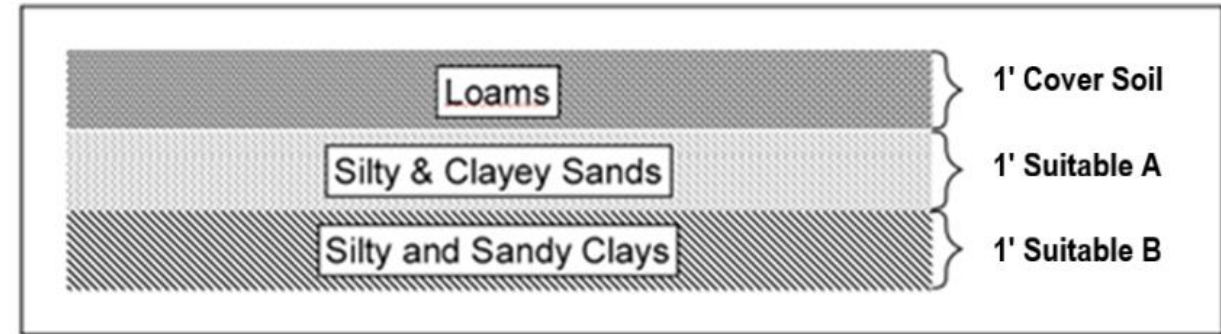 Loams
1' Cover Soil
Silty & Clayey Sands
1' Suitable A
Silty and Sandy Clays
1' Suitable B